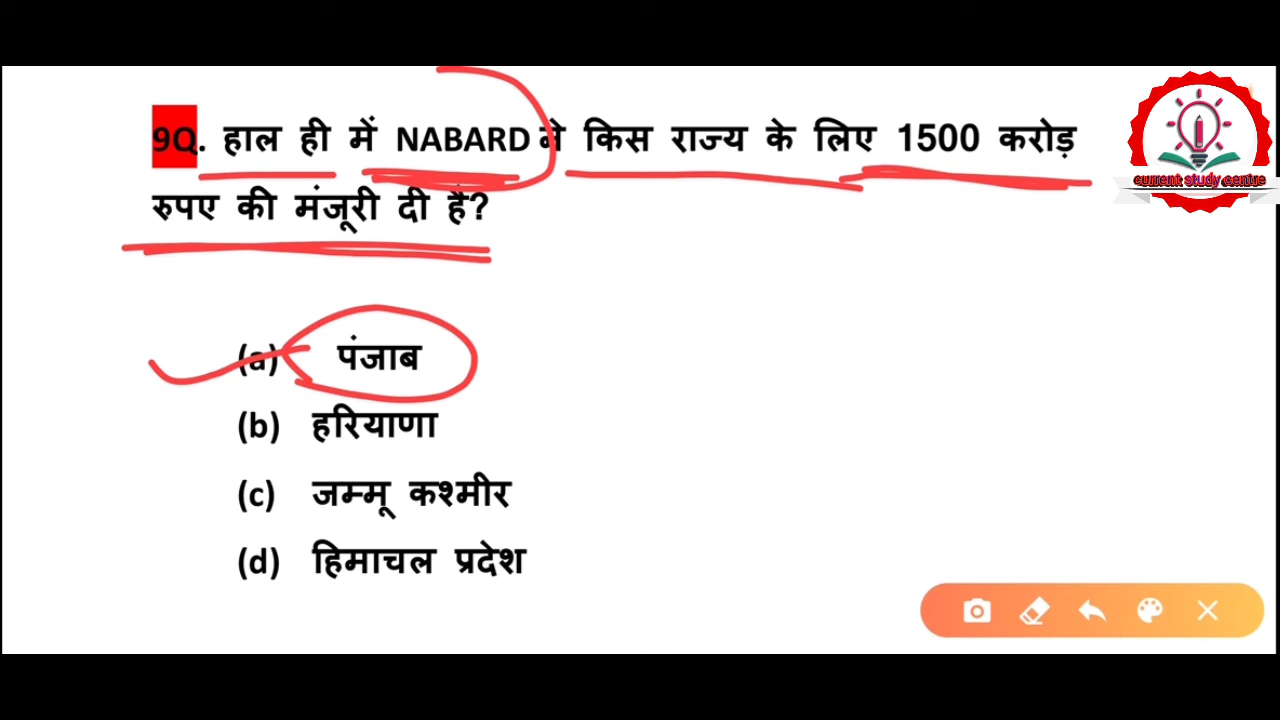 9Q. हाल ही में NABARD ने किस राज्य के लिए 1500 करोड़
रुपए की मंजूरी दी है?
(a) पंजाब
(b) हरियाणा
(c) जम्मू कश्मीर
(d) हिमाचल प्रदेश
current study centre